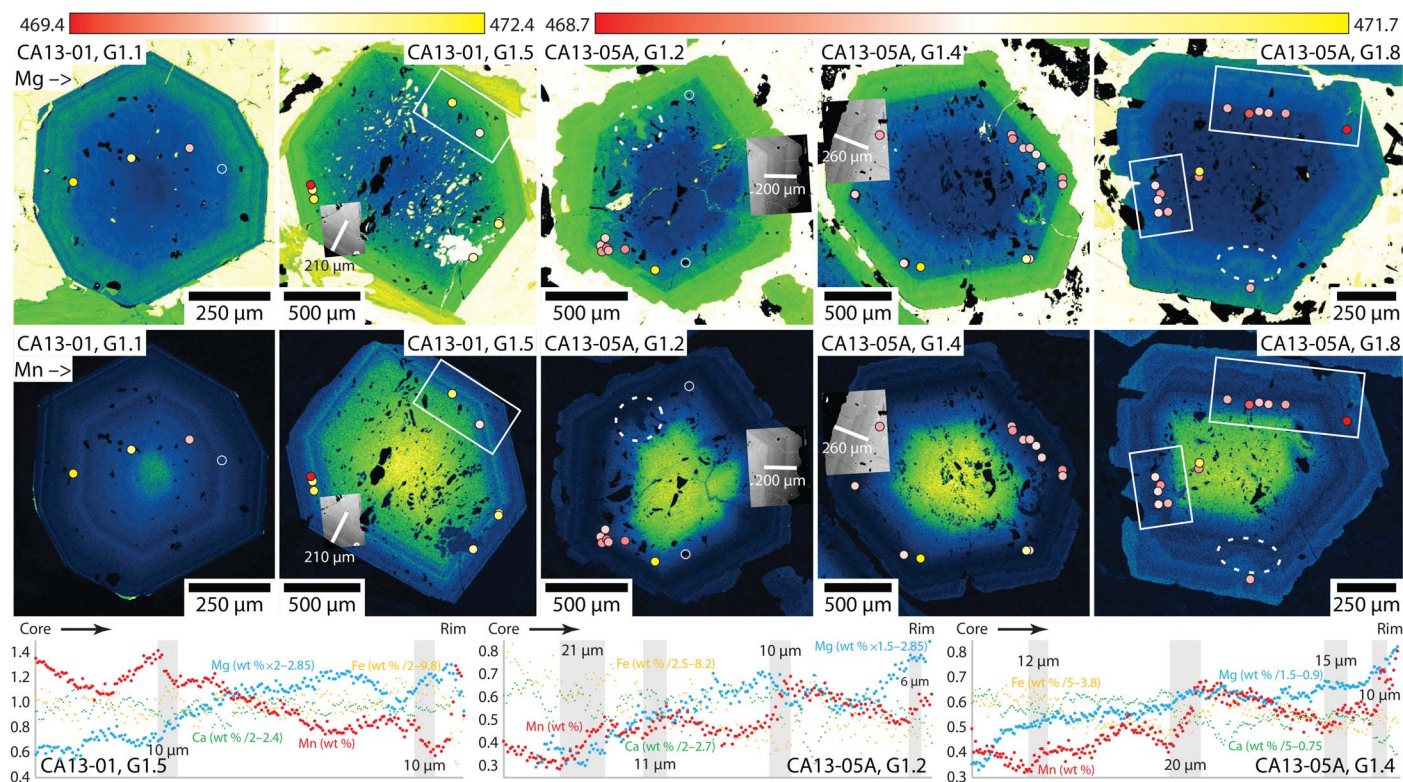 469.4 472.4 468.7 471.7
CA13-01, G1.1 CA13-01, G1.5 CA13-05A, G1.2 CA13-05A, G1.4 CA13-05A, G1.8
Mg –>
260 µm
200 µm
210 µm
250 µm 500 µm 500 µm 500 µm 250 µm
CA13-01, G1.1 CA13-01, G1.5 CA13-05A, G1.2 CA13-05A, G1.4 CA13-05A, G1.8
Mn –>
260 µm
200 µm
210 µm
250 µm 500 µm 500 µm 500 µm 250 µm
Core Rim
1.4
1.2
1.0
0.8
0.6
0.4
Mg (wt %×2–2.85)
Fe (wt %/2–9.8)
Ca (wt %/2–2.4)
Mn (wt %)
10 µm
10 µm
CA13-01, G1.5
Core Rim
0.8
0.7
0.6
0.5
0.4
0.3
21 µm
Fe (wt %/2.5–8.2)
10 µm
Mg (wt %×1.5–2.85)
6 µm
Mn (wt %)
Ca (wt %/2–2.7)
11 µm
CA13-05A, G1.2
Core Rim
0.8
0.7
0.6
0.5
0.4
0.3
12 µm
Fe (wt %/5–3.8)
Mg (wt %/1.5–0.9)
15 µm
10 µm
Mn (wt %)
20 µm
Ca (wt %/5–0.75
CA13-05A, G1.4